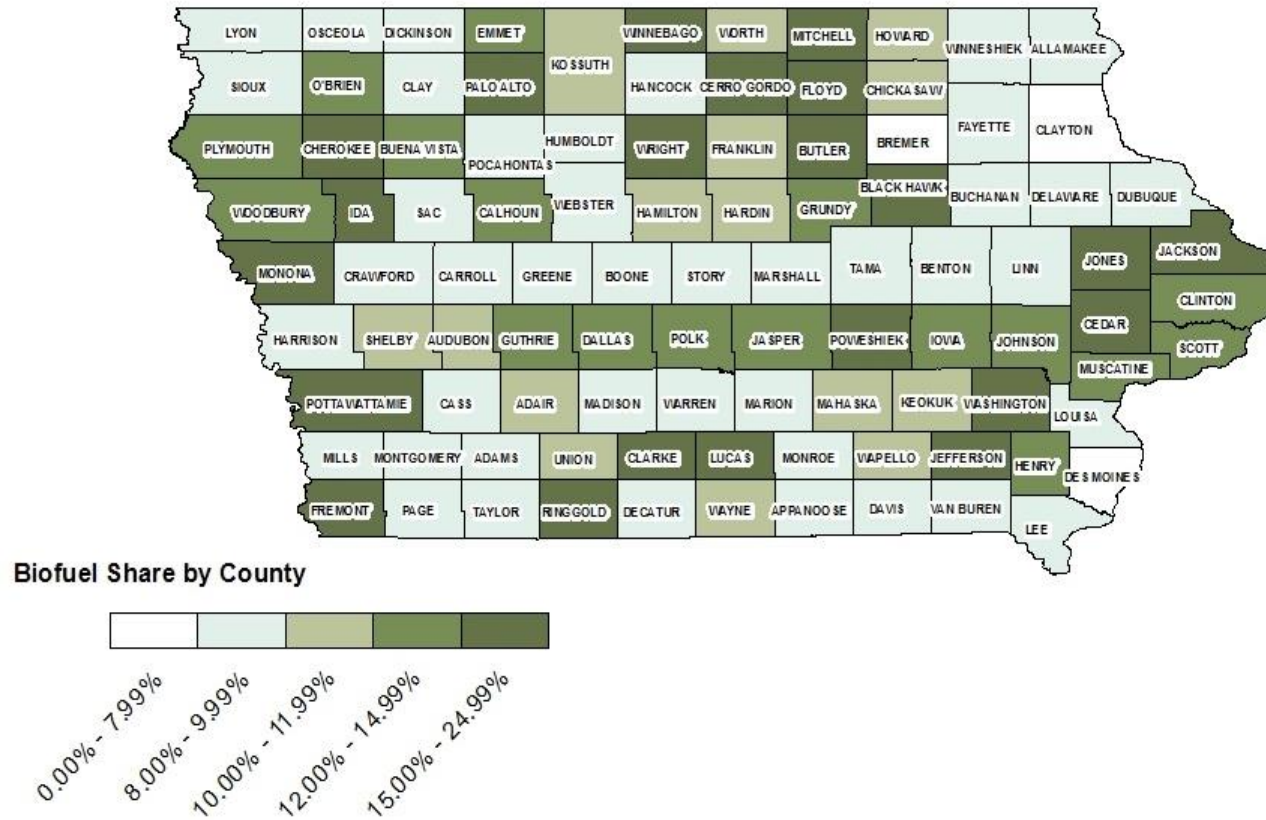 LYON OSCEOLA DICKINSON EMMET WINNEBAGO WORTH MITCHELL HOWARD WINNESHIEK ALLAMAKEE
KOSSUTH
SIOUX O'BRIEN CLAY PALO ALTO HANCOCK CERRO GORDO FLOYD CHICKASAW
PLYMOUTH CHEROKEE BUENA VISTA POCAHONTAS HUMBOLDT WRIGHT FRANKLIN BUTLER BREMER FAYETTE CLAYTON
WOODBURY IDA SAC CALHOUN WEBSTER HAMILTON HARDIN GRUNDY BLACK HAWK BUCHANAN DELAWARE DUBUQUE
MONONA CRAWFORD CARROLL GREENE BOONE STORY MARSHALL TAMA BENTON LINN JONES JACKSON
CLINTON
HARRISON SHELBY AUDUBON GUTHRIE DALLAS POLK JASPER POWESHIEK IOWA JOHNSON CEDAR SCOTT
MUSCATINE
POTTAWATTAMIE CASS ADAIR MADISON WARREN MARION MAHASKA KEOKUK WASHINGTON LOUISA
MILLS MONTGOMERY ADAMS UNION CLARKE LUCAS MONROE WAPELLO JEFFERSON HENRY DES MOINES
FREMONT PAGE TAYLOR RINGGOLD DECATUR WAYNE APPANOOSE DAVIS VAN BUREN LEE
Biofuel Share by County
0.00% - 7.99%
8.00% - 9.99%
10.00% - 11.99%
12.00% - 14.99%
15.00% - 24.99%